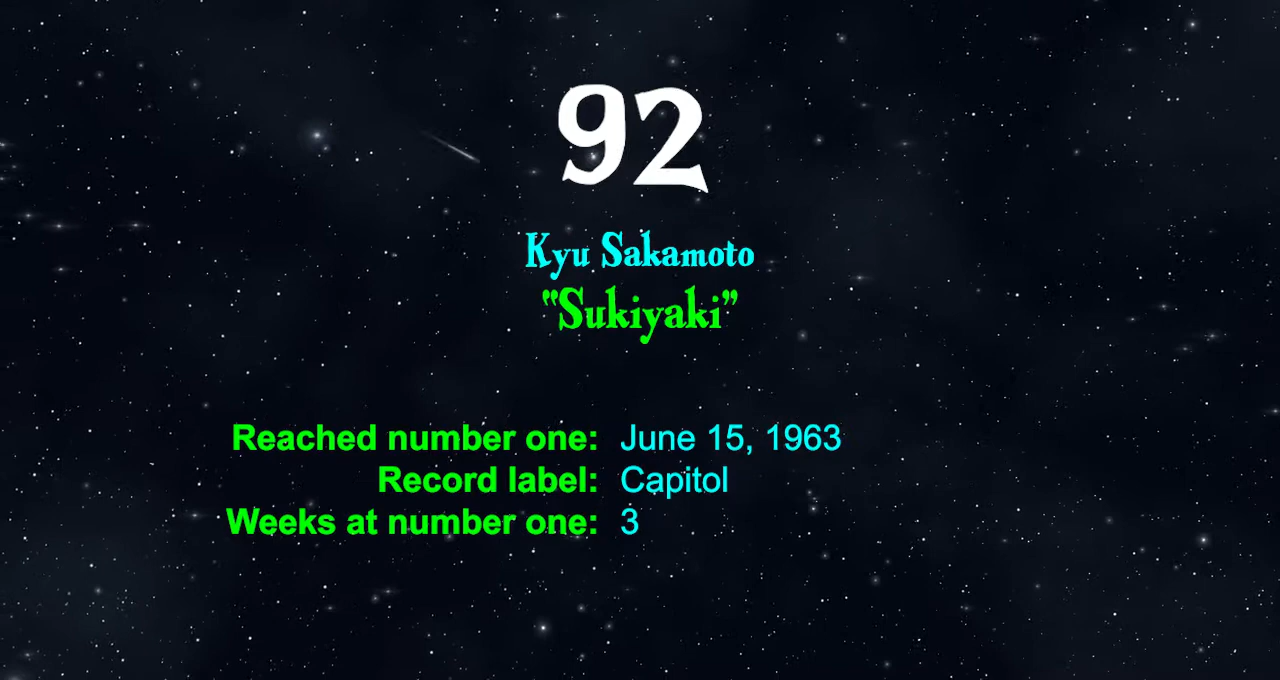 92
Kyu Sakamoto
"Sukiyaki"
Reached number one: June 15, 1963
Record label: Capitol
Weeks at number one: 3